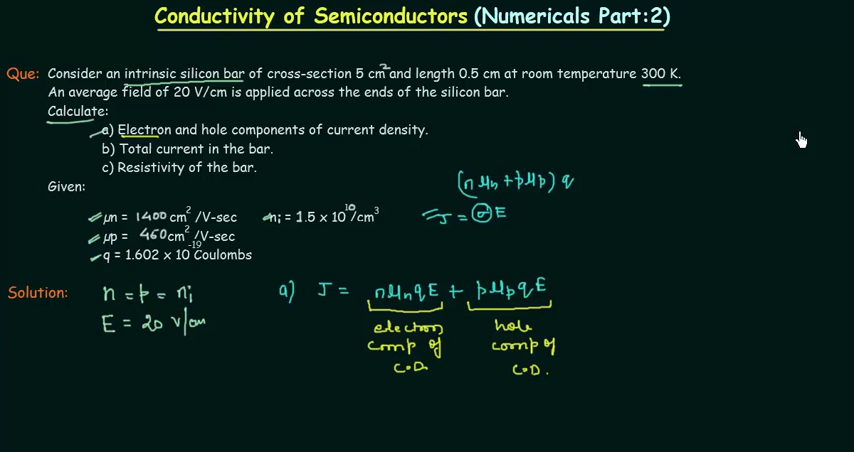 Conductivity of Semiconductors (Numericals Part:2)
Que: Consider an intrinsic silicon bar of cross-section 5 cm² and length 0.5 cm at room temperature 300 K.
An average field of 20 V/cm is applied across the ends of the silicon bar.
Calculate:
a) Electron and hole components of current density.
b) Total current in the bar.
c) Resistivity of the bar.
Given:
(nμn + pμp) q
μn = 1400 cm²/V-sec ni = 1.5 x 10¹⁰/cm³ J = σ E
μp = 460 cm²/V-sec
q = 1.602 x 10⁻¹⁹ Coulombs
Solution: n = p = ni a) J = nμnqE + pμpqE
E = 20 V/cm
electron hole
comp of comp of
C.D. C.D.